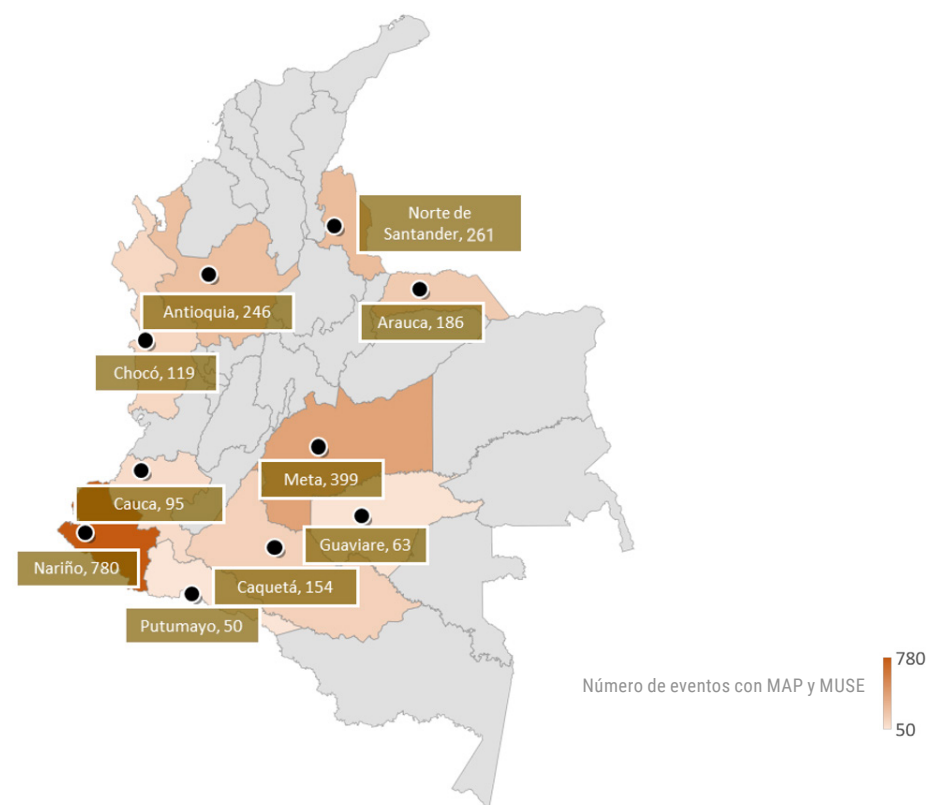 Norte de
Santander, 261
Antioquia, 246
Arauca, 186
Chocó, 119
Meta, 399
Cauca, 95
Guaviare, 63
Nariño, 780
Caquetá, 154
Putumayo, 50
Número de eventos con MAP y MUSE
780
50